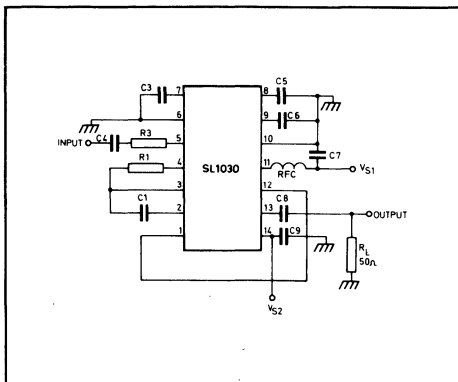 C3 7 8 C5
6 9 C6
INPUT C4 R3 5 10 C7
R1 4 SL1030 11 RFC VS1
3 12
C1 2 13 C8 OUTPUT
1 14 C9 RL
50Ω
VS2